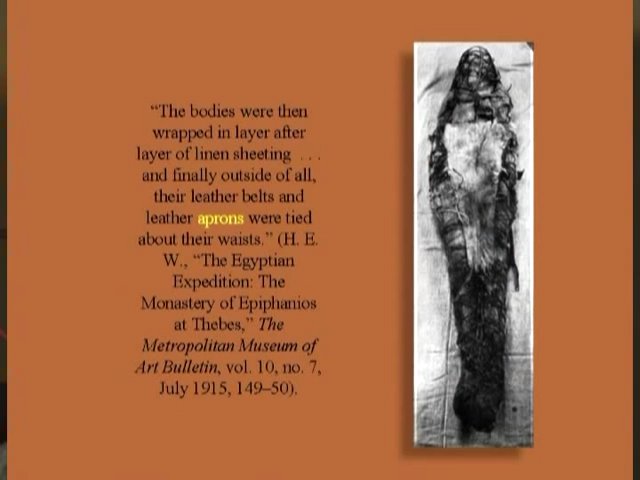 “The bodies were then
wrapped in layer after
layer of linen sheeting . . .
and finally outside of all,
their leather belts and
leather aprons were tied
about their waists.” (H. E.
W., “The Egyptian
Expedition: The
Monastery of Epiphanios
at Thebes,” The
Metropolitan Museum of
Art Bulletin, vol. 10, no. 7,
July 1915, 149–50).